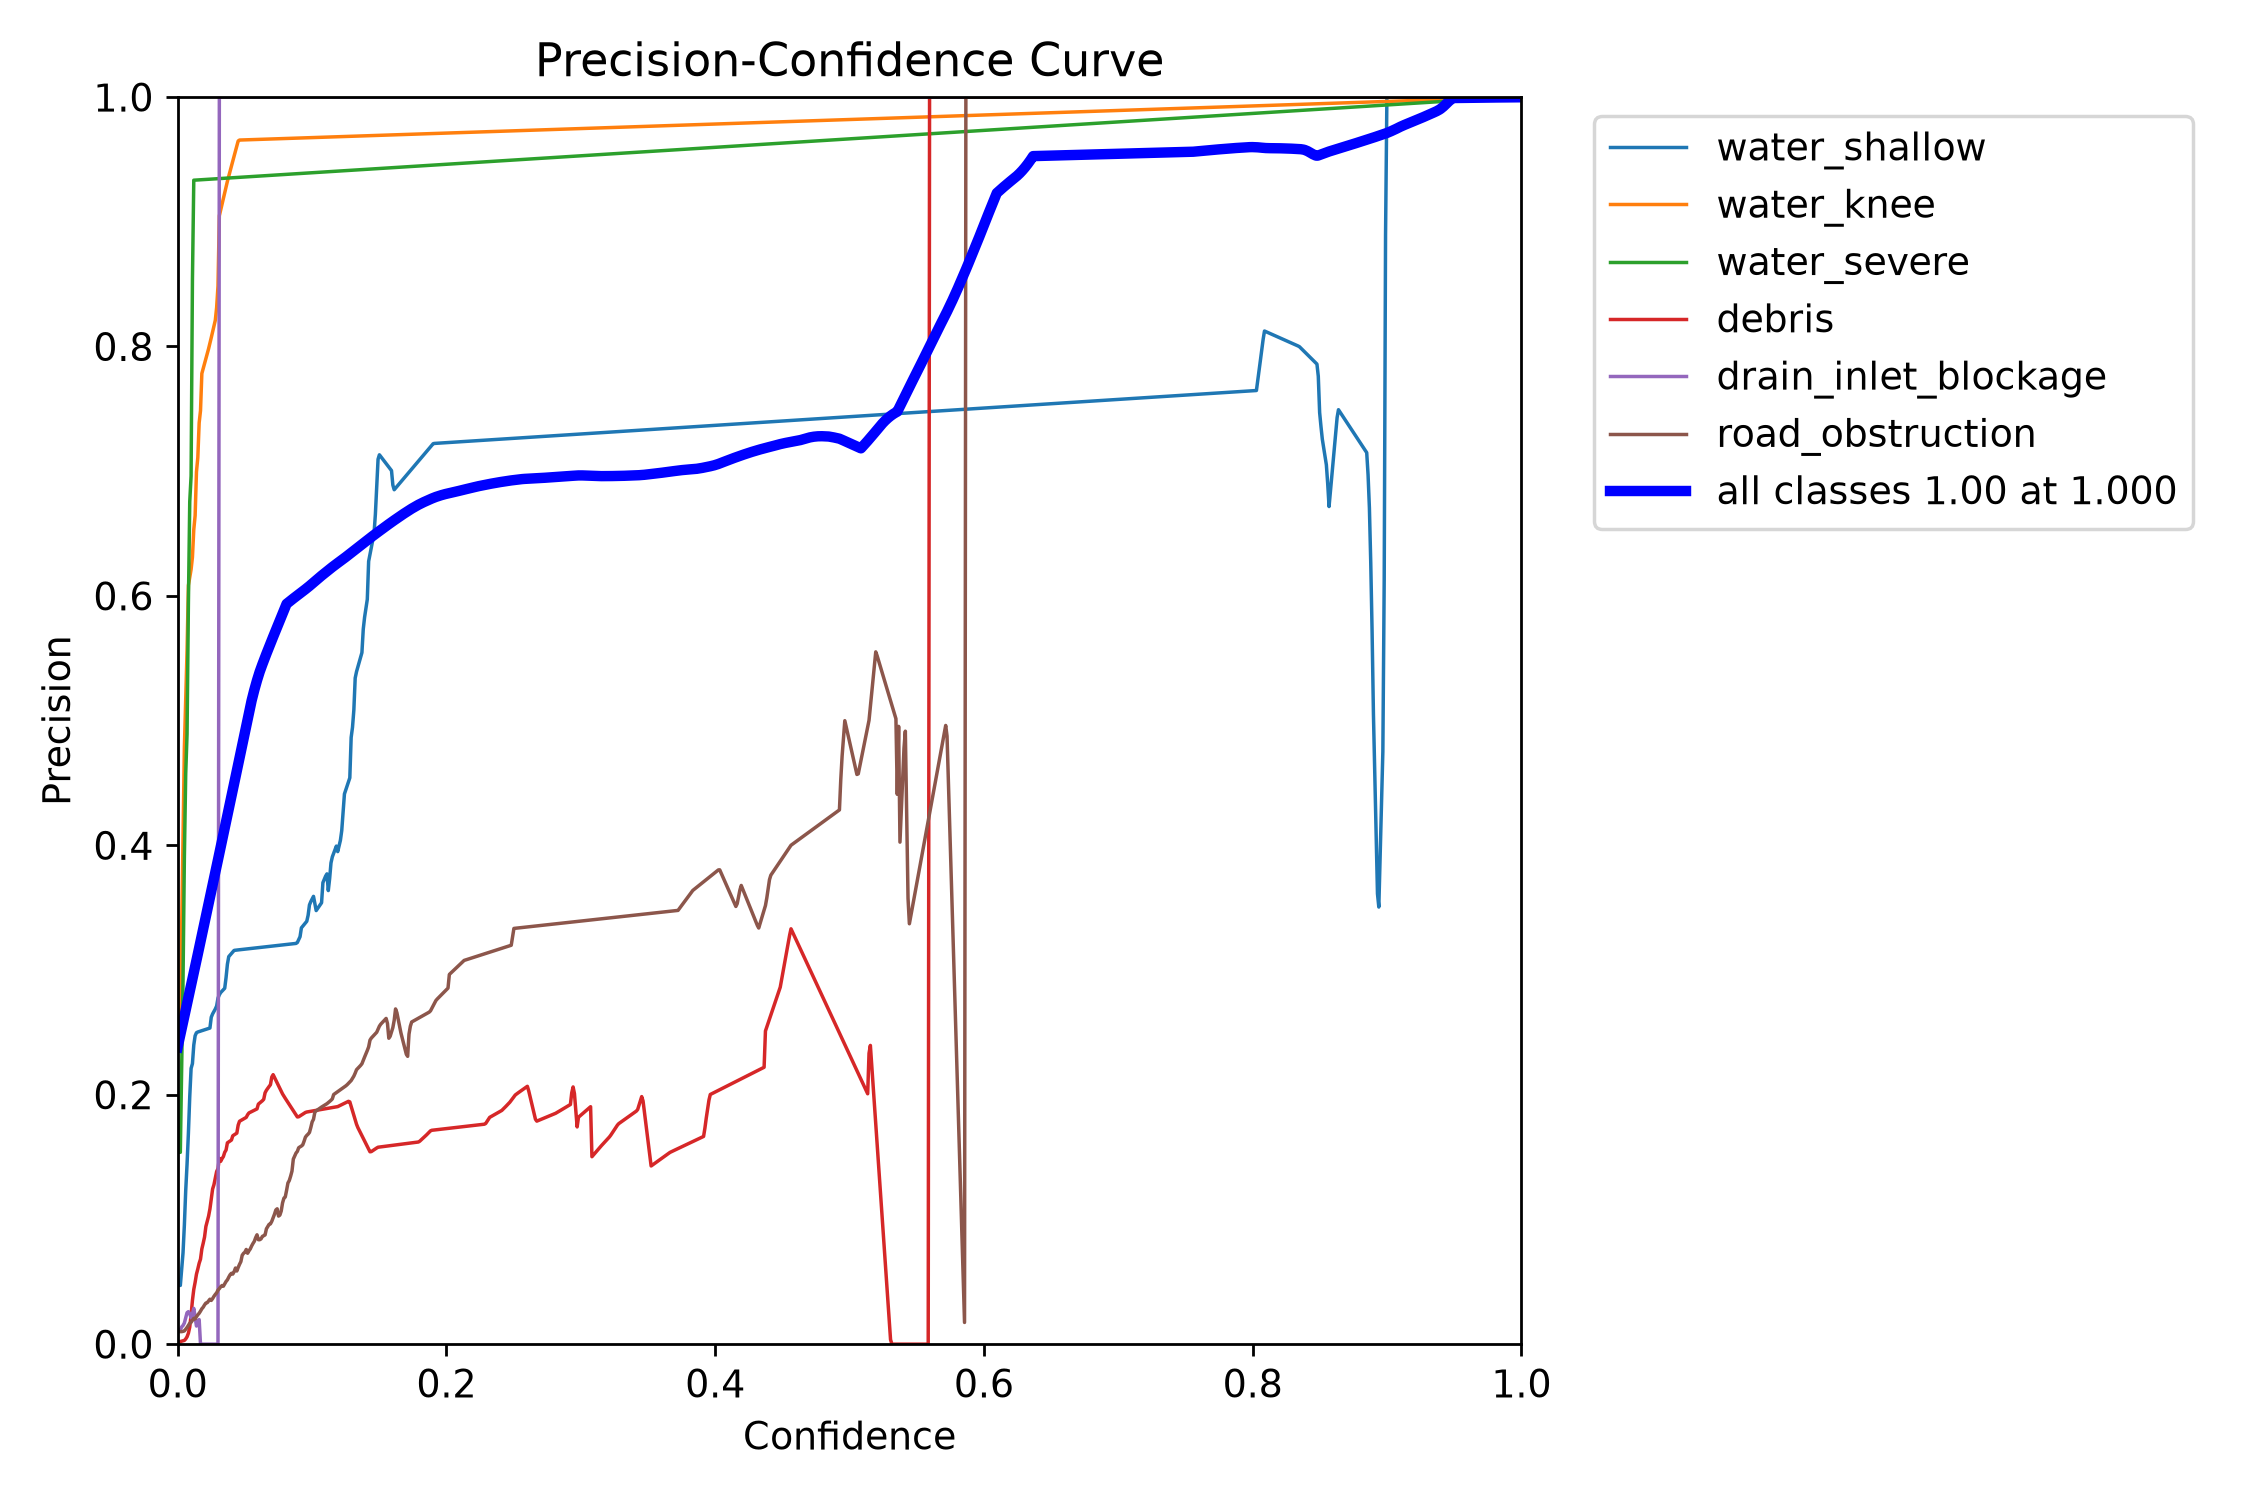 Precision-Confidence Curve
1.0
0.8
0.6
0.4
0.2
0.0
Precision
0.0 0.2 0.4 0.6 0.8 1.0
Confidence
water_shallow
water_knee
water_severe
debris
drain_inlet_blockage
road_obstruction
all classes 1.00 at 1.000